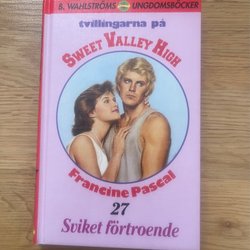 B. WAHLSTRÖMS UNGDOMSBÖCKER
tvillingarna på
SWEET VALLEY HIGH
Francine Pascal
27
Sviket förtroende